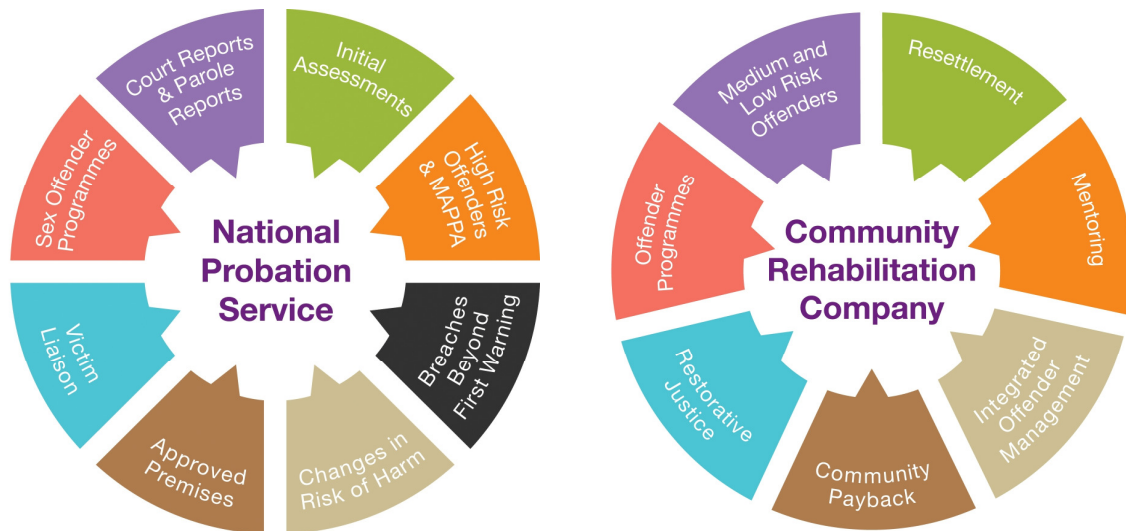 National
Probation
Service
Court Reports
& Parole
Reports
Initial
Assessments
High Risk
Offenders
& MAPPA
Breaches
Beyond
First Warning
Changes in
Risk of Harm
Approved
Premises
Victim
Liaison
Sex Offender
Programmes
Community
Rehabilitation
Company
Medium and
Low Risk
Offenders
Resettlement
Mentoring
Integrated
Offender
Management
Community
Payback
Restorative
Justice
Offender
Programmes